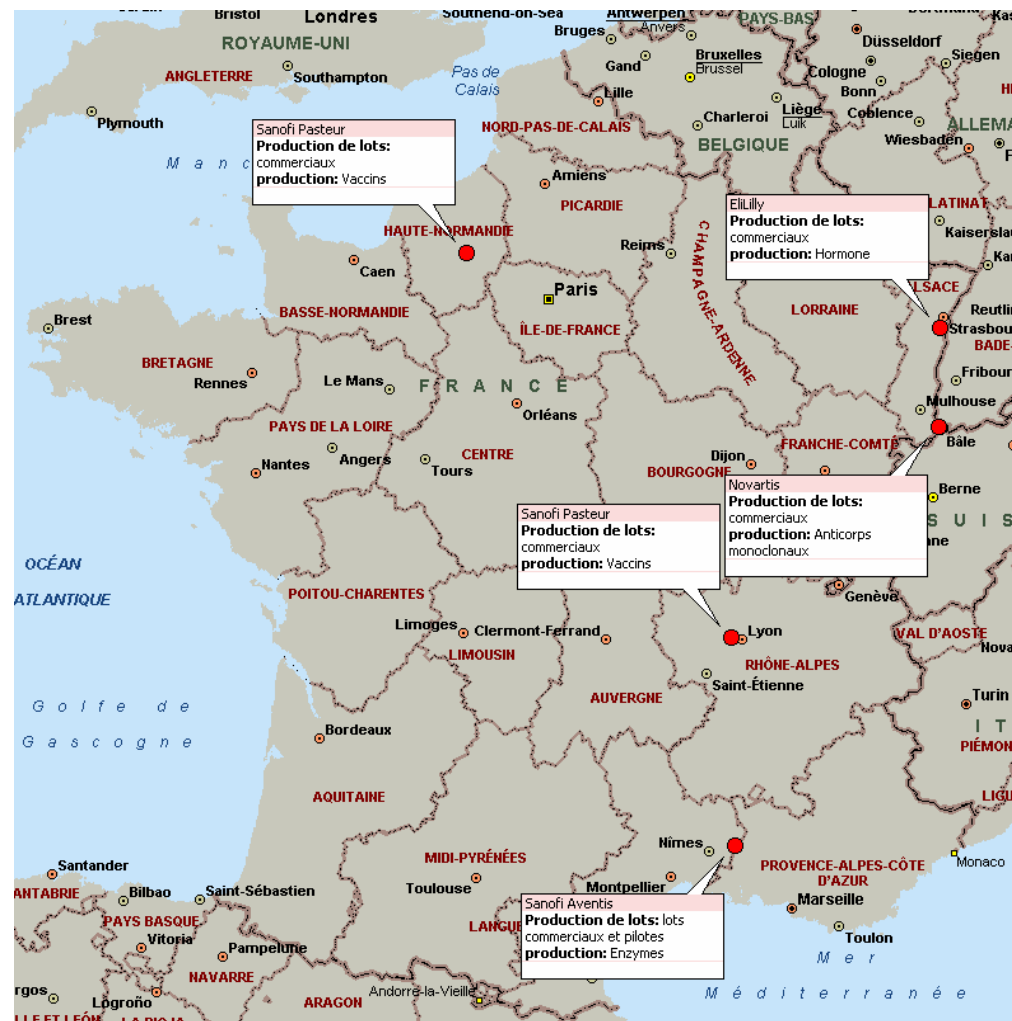 Bristol
Londres
Southend-on-Sea
Antwerpen
Anvers
PAYS-BAS
Bruges
ROYAUME-UNI
Düsseldorf
Gand
Bruxelles
Brussel
Siegen
ANGLETERRE
Southampton
Pas de
Calais
Cologne
Bonn
Lille
Liège
Luik
Coblence
Plymouth
Charleroi
NORD-PAS-DE-CALAIS
Wiesbaden
BELGIQUE
Sanofi Pasteur
Production de lots:
commerciaux
production: Vaccins
Amiens
PICARDIE
EliLilly
Production de lots:
commerciaux
production: Hormone
HAUTE-NORMANDIE
Reims
CHAMPAGNE-ARDENNE
Caen
Paris
BASSE-NORMANDIE
ÎLE-DE-FRANCE
LORRAINE
Brest
BRETAGNE
Rennes
Le Mans
FRANCE
Orléans
Mulhouse
PAYS DE LA LOIRE
Angers
Nantes
Tours
CENTRE
FRANCHE-COMTÉ
Bâle
Dijon
BOURGOGNE
Novartis
Production de lots:
commerciaux
production: Anticorps
monoclonaux
Berne
Sanofi Pasteur
Production de lots:
commerciaux
production: Vaccins
OCÉAN
ATLANTIQUE
POITOU-CHARENTES
Genève
Limoges
Clermont-Ferrand
Lyon
VAL D'AOSTE
LIMOUSIN
RHÔNE-ALPES
Saint-Étienne
AUVERGNE
Turin
Golfe de
Gascogne
Bordeaux
AQUITAINE
Nîmes
MIDI-PYRÉNÉES
PROVENCE-ALPES-CÔTE
D'AZUR
Monaco
Santander
Toulouse
Montpellier
Bilbao
Saint-Sébastien
Marseille
Sanofi Aventis
Production de lots: lots
commerciaux et pilotes
production: Enzymes
PAYS BASQUE
Vitoria
Pampelune
Toulon
NAVARRE
Mer
Méditerranée
Logroño
ARAGON
Andorre-la-Vieille